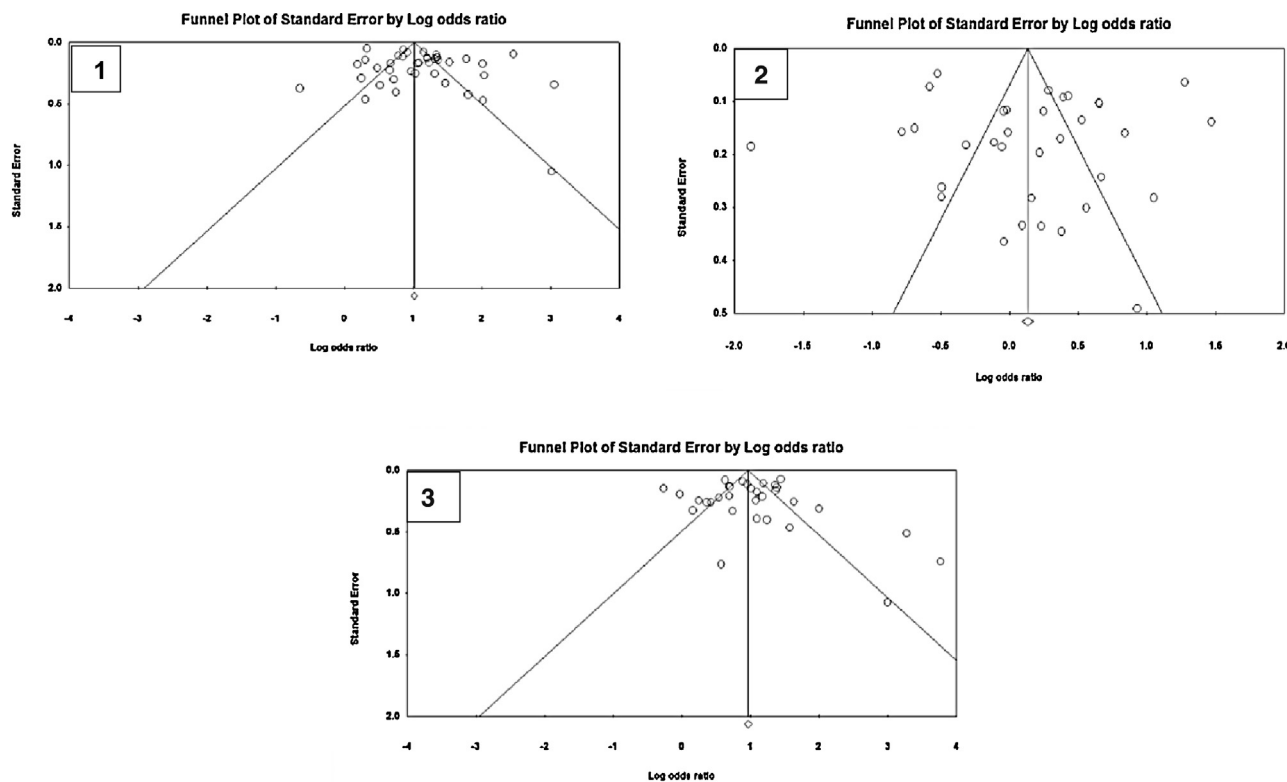 Funnel Plot of Standard Error by Log odds ratio
1
0.0
0.5
1.0
1.5
2.0
Standard Error
-4 -3 -2 -1 0 1 2 3 4
Log odds ratio
Funnel Plot of Standard Error by Log odds ratio
2
0.0
0.1
0.2
0.3
0.4
0.5
Standard Error
-2.0 -1.5 -1.0 -0.5 0.0 0.5 1.0 1.5 2.0
Log odds ratio
Funnel Plot of Standard Error by Log odds ratio
3
0.0
0.5
1.0
1.5
2.0
Standard Error
-4 -3 -2 -1 0 1 2 3 4
Log odds ratio